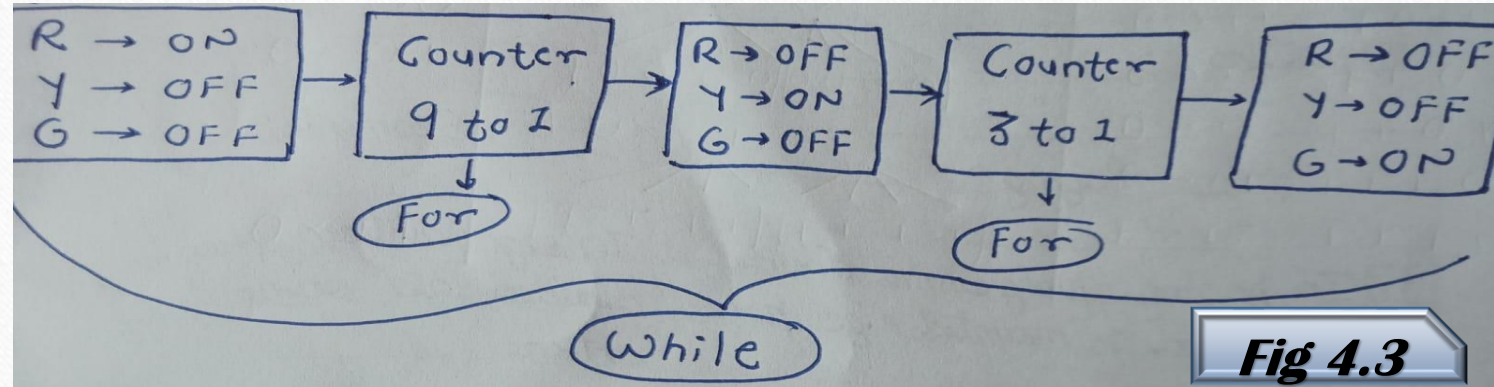 R → ON
Y → OFF
G → OFF
Counter
9 to 1
For
R → OFF
Y → ON
G → OFF
Counter
3 to 1
For
R → OFF
Y → OFF
G → ON
While
Fig 4.3